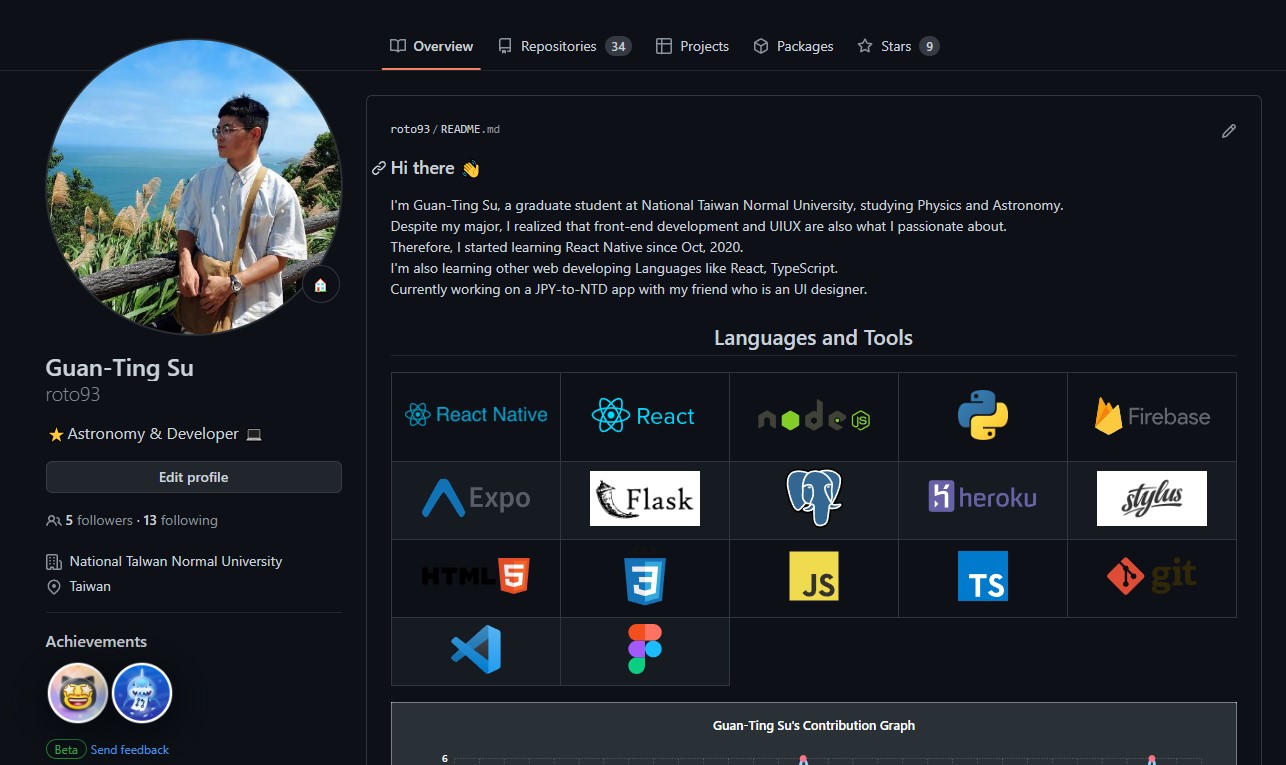 Overview
Repositories 34
Projects
Packages
Stars 9
roto93/README.md
Hi there 👋
I'm Guan-Ting Su, a graduate student at National Taiwan Normal University, studying Physics and Astronomy.
Despite my major, I realized that front-end development and UIUX are also what I passionate about.
Therefore, I started learning React Native since Oct, 2020.
I'm also learning other web developing Languages like React, TypeScript.
Currently working on a JPY-to-NTD app with my friend who is an UI designer.
Guan-Ting Su
roto93
⭐Astronomy & Developer 💻
Edit profile
5 followers · 13 following
National TaIwan Normal University
Taiwan
Achievements
Beta Send feedback
Languages and Tools
React Native
React
node JS
Firebase
Expo
Flask
heroku
stylus
HTML 5
3
JS
TS
git
Guan-Ting Su's Contribution Graph
6